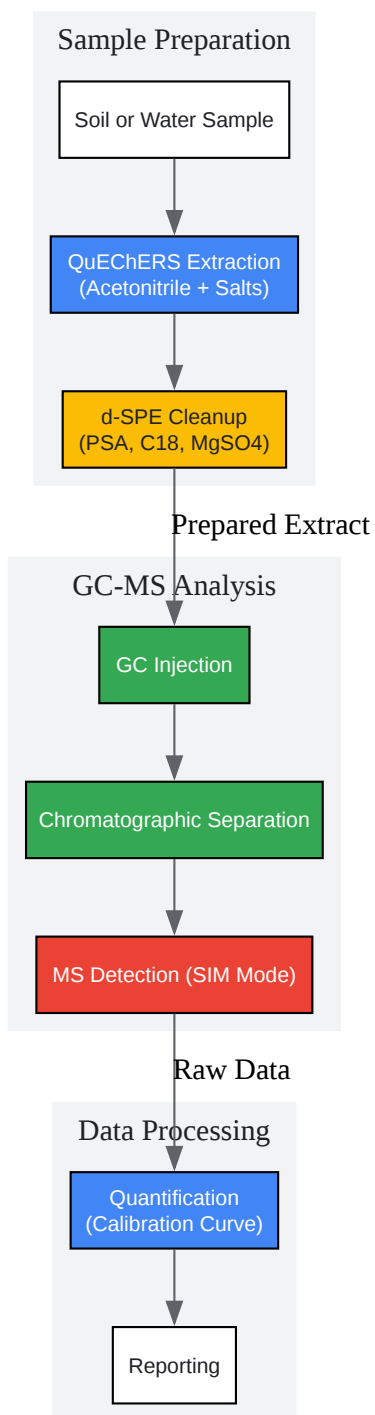 Sample Preparation
Soil or Water Sample
QuEChERS Extraction
(Acetonitrile + Salts)
d-SPE Cleanup
(PSA, C18, MgSO4)
Prepared Extract
GC-MS Analysis
GC Injection
Chromatographic Separation
MS Detection (SIM Mode)
Raw Data
Data Processing
Quantification
(Calibration Curve)
Reporting